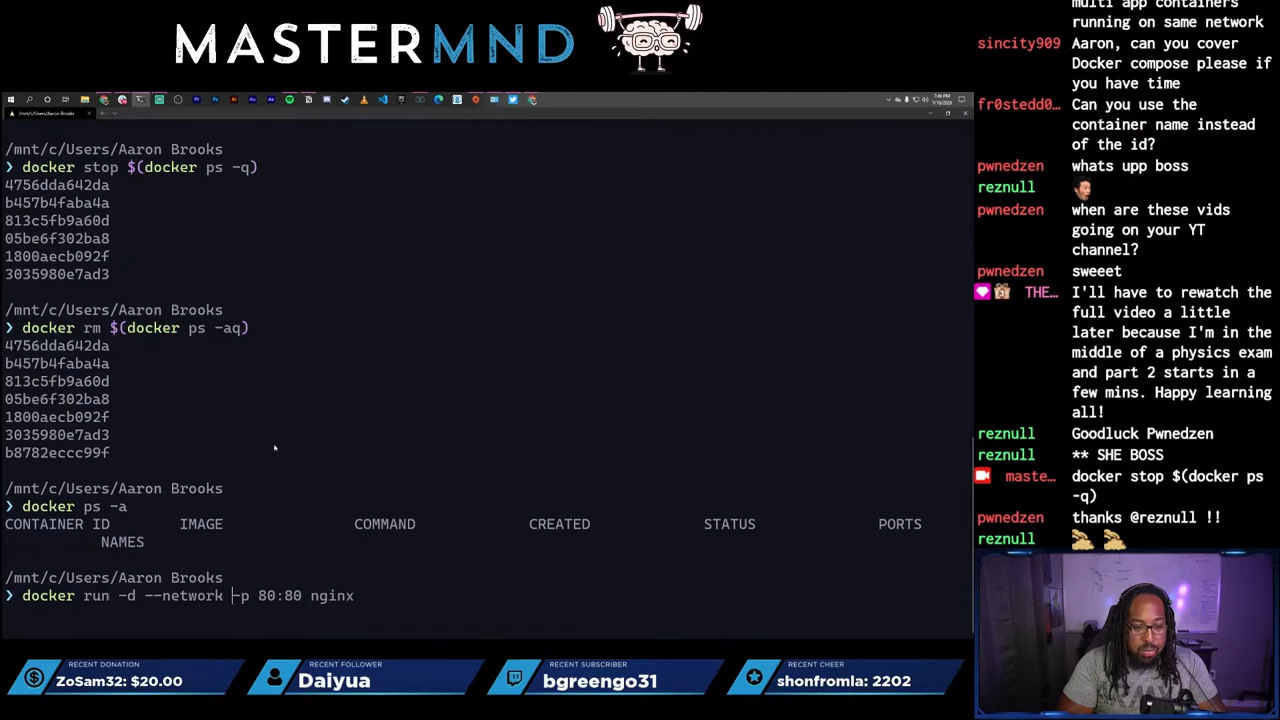 MASTERMND
/mnt/c/Users/Aaron Brooks
/mnt/c/Users/Aaron Brooks
❯ docker stop $(docker ps -q)
4756dda642da
b457b4faba4a
813c5fb9a60d
05be6f302ba8
1800aecb092f
3035980e7ad3
/mnt/c/Users/Aaron Brooks
❯ docker rm $(docker ps -aq)
4756dda642da
b457b4faba4a
813c5fb9a60d
05be6f302ba8
1800aecb092f
3035980e7ad3
b8782eccc99f
/mnt/c/Users/Aaron Brooks
❯ docker ps -a
CONTAINER ID IMAGE COMMAND CREATED STATUS PORTS
NAMES
/mnt/c/Users/Aaron Brooks
❯ docker run -d --network -p 80:80 nginx
multi app containers
running on same network
sincity909 Aaron, can you cover
Docker compose please if
you have time
fr0stedd0… Can you use the
container name instead
of the id?
pwnedzen whats upp boss
reznull
pwnedzen when are these vids
going on your YT
channel?
pwnedzen sweeet
THE… I'll have to rewatch the
full video a little
later because I'm in the
middle of a physics exam
and part 2 starts in a
few mins. Happy learning
all!
reznull Goodluck Pwnedzen
reznull ** SHE BOSS
maste… docker stop $(docker ps
-q)
pwnedzen thanks @reznull !!
reznull
RECENT DONATION
ZoSam32: $20.00
RECENT FOLLOWER
Daiyua
RECENT SUBSCRIBER
bgreengo31
RECENT CHEER
shonfromla: 2202